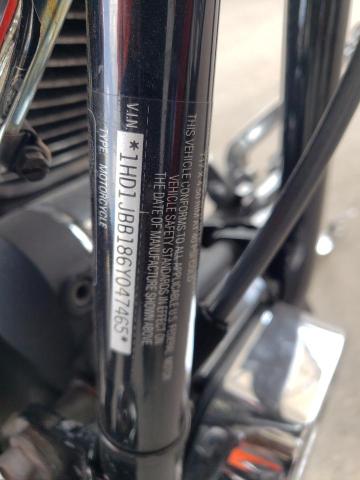 THIS VEHICLE CONFORMS TO ALL APPLICABLE U.S. FEDERAL MOTOR
VEHICLE SAFETY STANDARDS IN EFFECT ON
THE DATE OF MANUFACTURE SHOWN ABOVE
V.I.N.
*1HD1JBB186Y047465*
TYPE: MOTORCYCLE